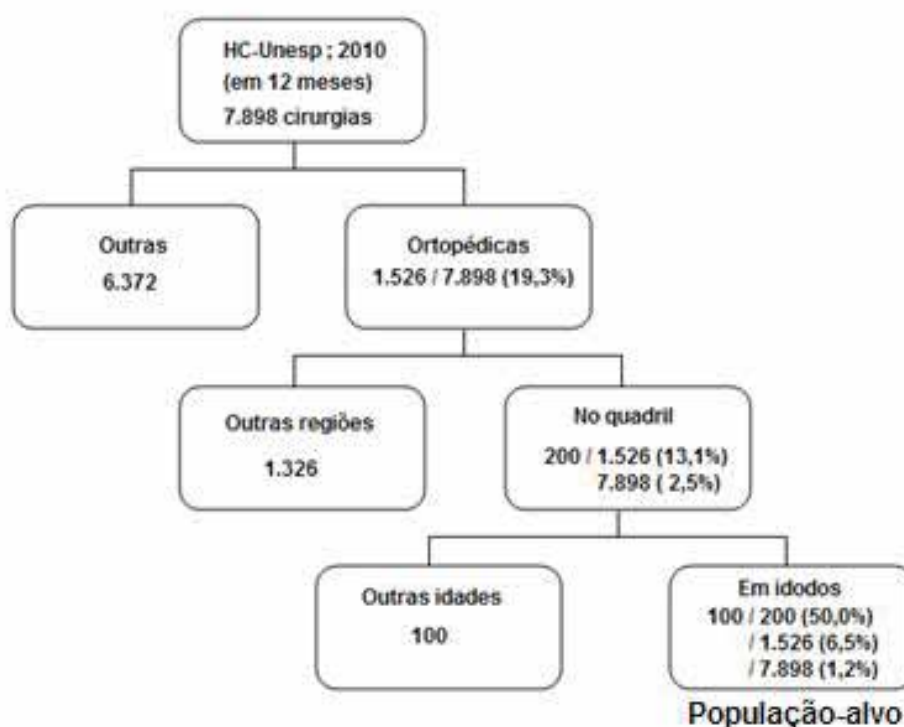 HC-Unesp ; 2010
(em 12 meses)
7.898 cirurgias
Outras
6.372
Ortopédicas
1.526 / 7.898 (19,3%)
Outras regiões
1.326
No quadril
200 / 1.526 (13,1%)
7.898 ( 2,5%)
Outras idades
100
Em idodos
100 / 200 (50,0%)
/ 1.526 (6,5%)
/ 7.898 (1,2%)
População-alvo